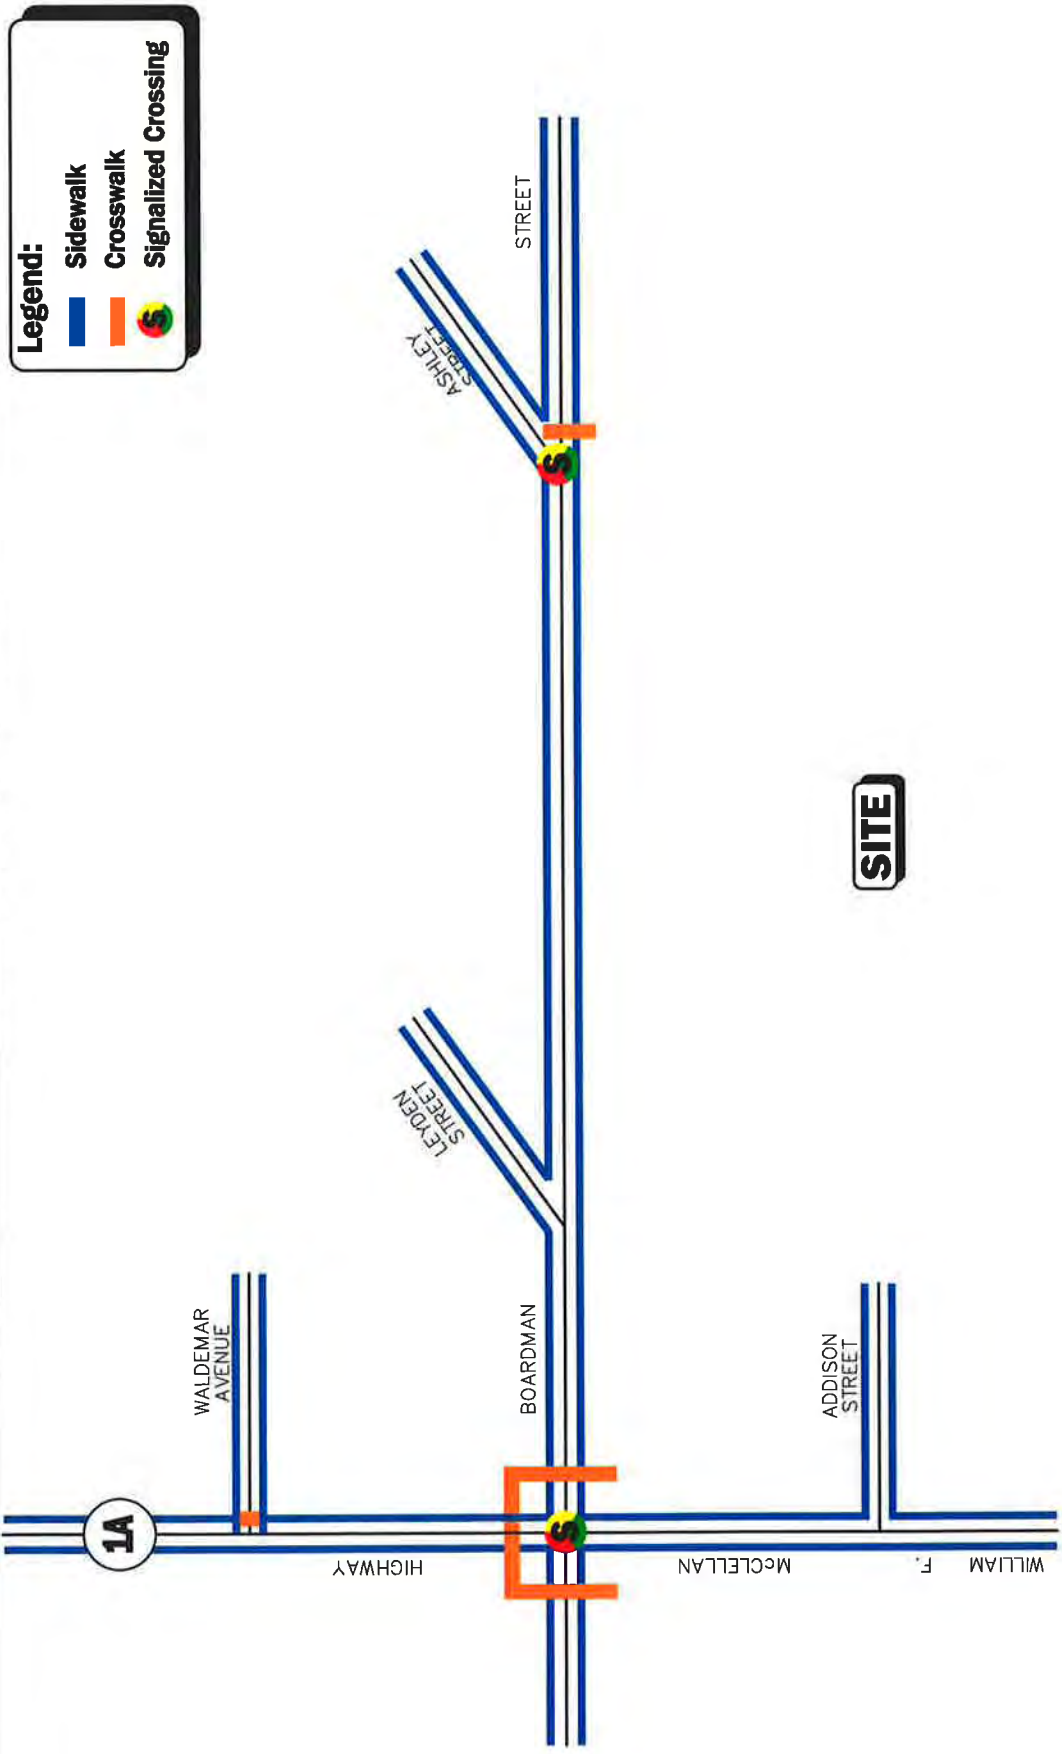 Legend:
Sidewalk
Crosswalk
S
Signalized Crossing
STREET
ASHLEY
STREET
S
SITE
LEYDEN
STREET
WALDEMAR
AVENUE
BOARDMAN
ADDISON
STREET
1A
S
HIGHWAY
McCLELLAN
F.
WILLIAM